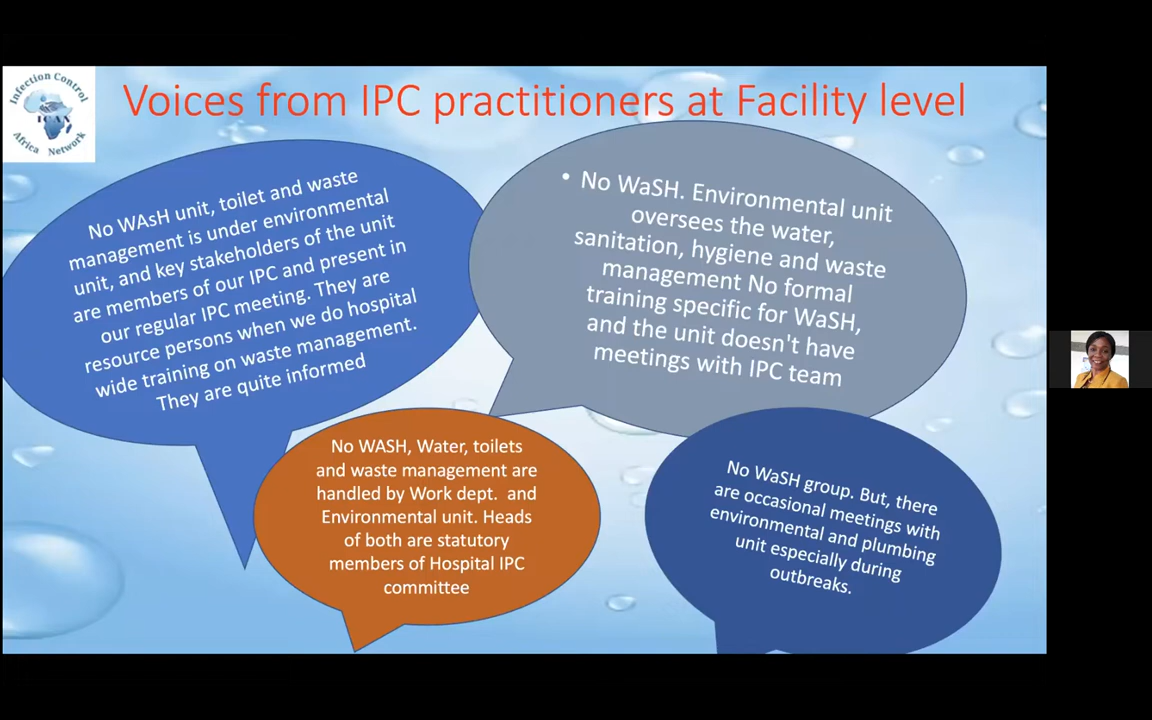 Infection Control
ICAN
Africa Network
Voices from IPC practitioners at Facility level
No WAsH unit, toilet and waste
management is under environmental
unit, and key stakeholders of the unit
are members of our IPC and present in
our regular IPC meeting. They are
resource persons when we do hospital
wide training on waste management.
They are quite informed
• No WaSH. Environmental unit
oversees the water,
sanitation, hygiene and waste
management No formal
training specific for WaSH,
and the unit doesn't have
meetings with IPC team
No WASH, Water, toilets
and waste management are
handled by Work dept. and
Environmental unit. Heads
of both are statutory
members of Hospital IPC
committee
No WaSH group. But, there
are occasional meetings with
environmental and plumbing
unit especially during
outbreaks.